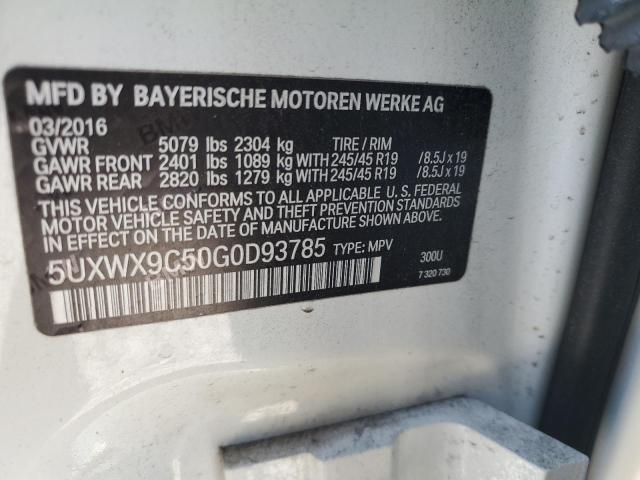 MFD BY BAYERISCHE MOTOREN WERKE AG
03/2016
GVWR 5079 lbs 2304 kg TIRE / RIM
GAWR FRONT 2401 lbs 1089 kg WITH 245/45 R19 /8.5J x 19
GAWR REAR 2820 lbs 1279 kg WITH 245/45 R19 /8.5J x 19
THIS VEHICLE CONFORMS TO ALL APPLICABLE U. S. FEDERAL
MOTOR VEHICLE SAFETY AND THEFT PREVENTION STANDARDS
IN EFFECT ON THE DATE OF MANUFACTURE SHOWN ABOVE.
5UXWX9C50G0D93785 TYPE: MPV 300U
7 320 730